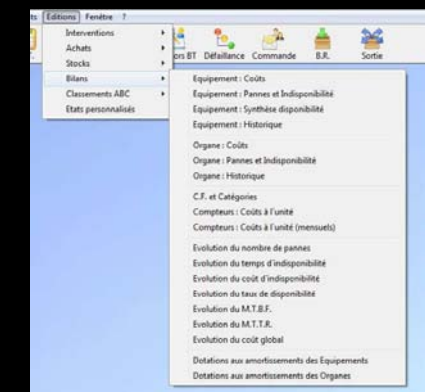 Editions Fenêtre ?
Interventions
Achats
Stocks
Bilans
Classements ABC
Etats personnalisés
ors BT Défaillance Commande B.R. Sortie
Equipement : Coûts
Equipement : Pannes et Indisponibilité
Equipement : Synthèse disponibilité
Equipement : Historique
Organe : Coûts
Organe : Pannes et Indisponibilité
Organe : Historique
C.F. et Catégories
Compteurs : Coûts à l'unité
Compteurs : Coûts à l'unité (mensuels)
Evolution du nombre de pannes
Evolution du temps d'indisponibilité
Evolution du coût d'indisponibilité
Evolution du taux de disponibilité
Evolution du M.T.B.F.
Evolution du M.T.T.R.
Evolution du coût global
Dotations aux amortissements des Equipements
Dotations aux amortissements des Organes